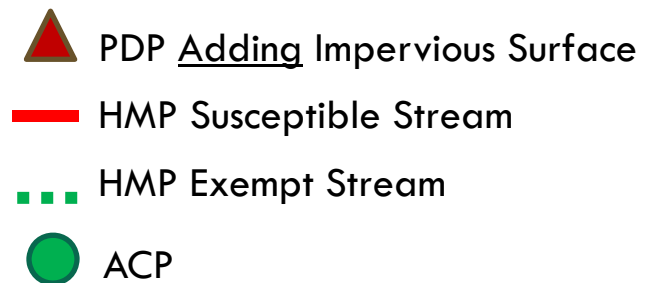 PDP Adding Impervious Surface
HMP Susceptible Stream
HMP Exempt Stream
ACP